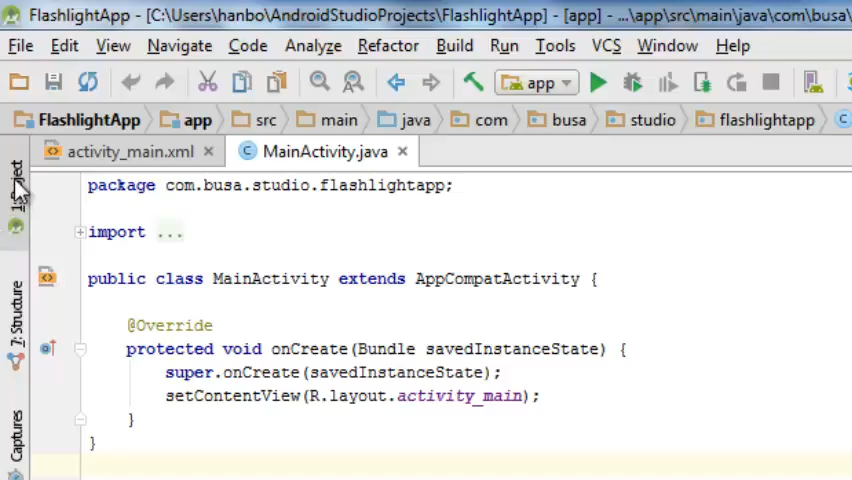 FlashlightApp - [C:\Users\hanbo\AndroidStudioProjects\FlashlightApp] - [app] - ...\app\src\main\java\com\busa\
File Edit View Navigate Code Analyze Refactor Build Run Tools VCS Window Help
app
FlashlightApp app src main java com busa studio flashlightapp C
activity_main.xml C MainActivity.java
1: Project
7: Structure
Captures
package com.busa.studio.flashlightapp;
import ...
public class MainActivity extends AppCompatActivity {
@Override
protected void onCreate(Bundle savedInstanceState) {
super.onCreate(savedInstanceState);
setContentView(R.layout.activity_main);
}
}